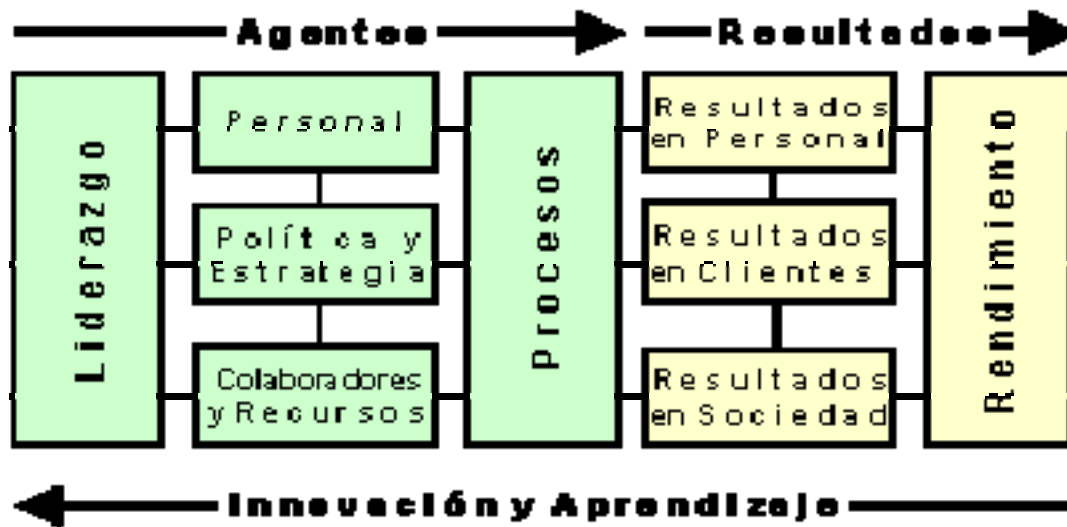 Agentes
Resultados
Liderazgo
Personal
Política y
Estrategia
Colaboradores
y Recursos
Procesos
Resultados
en Personal
Resultados
en Clientes
Resultados
en Sociedad
Rendimiento
Innovación y Aprendizaje